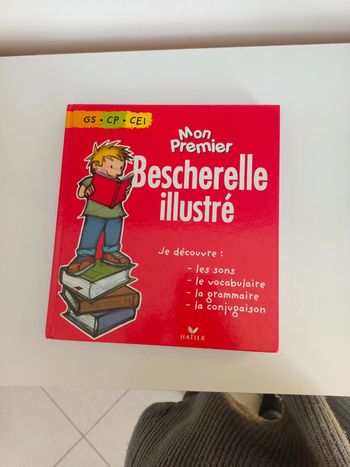 GS • CP • CE1
Mon
Premier
Bescherelle
illustré
Je découvre :
- les sons
- le vocabulaire
- la grammaire
- la conjugaison
HATIER